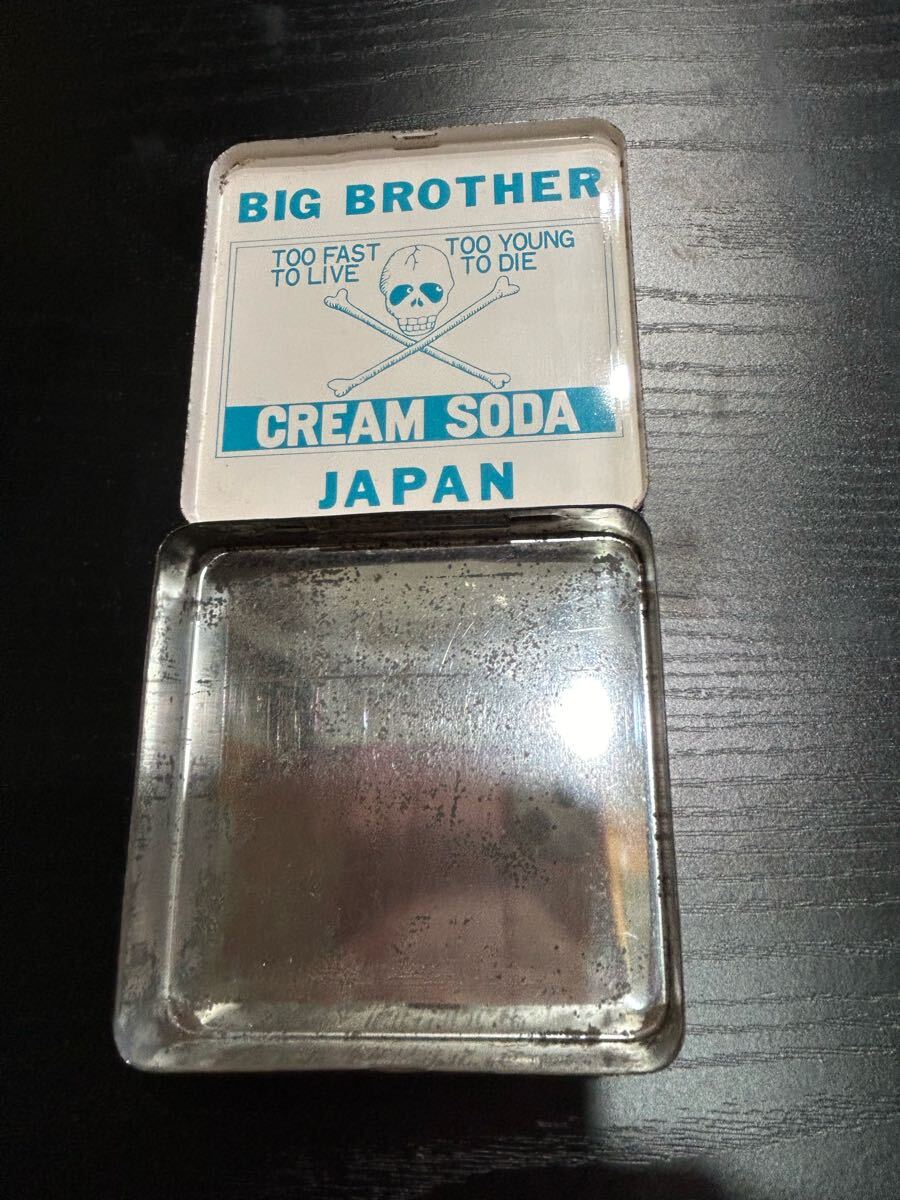 BIG BROTHER
TOO FAST
TO LIVE
TOO YOUNG
TO DIE
CREAM SODA
JAPAN